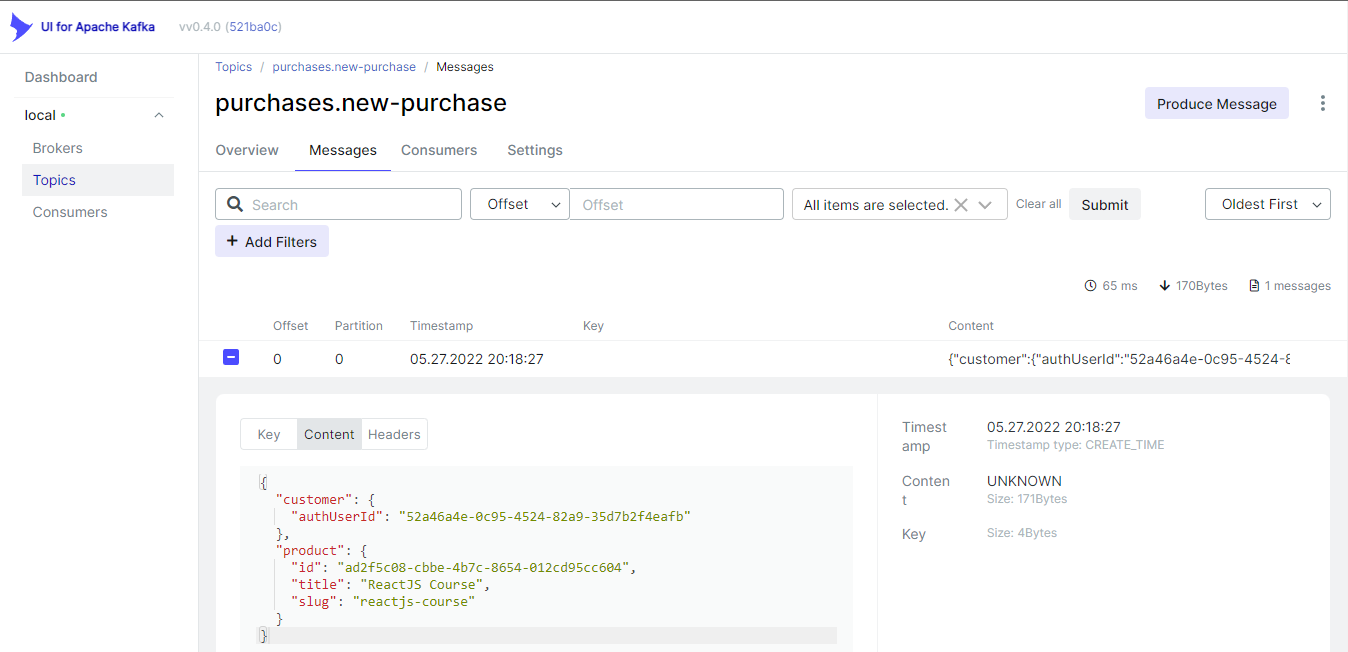 UI for Apache Kafka vv0.4.0 (521ba0c)
Dashboard
local
Brokers
Topics
Consumers
Topics / purchases.new-purchase / Messages
purchases.new-purchase
Produce Message
Overview Messages Consumers Settings
Search Offset Offset All items are selected. Clear all Submit Oldest First
+ Add Filters
65 ms 170Bytes 1 messages
Offset Partition Timestamp Key Content
0 0 05.27.2022 20:18:27 {"customer":{"authUserId":"52a46a4e-0c95-4524-8
Key Content Headers
{
"customer": {
"authUserId": "52a46a4e-0c95-4524-82a9-35d7b2f4eafb"
},
"product": {
"id": "ad2f5c08-cbbe-4b7c-8654-012cd95cc604",
"title": "ReactJS Course",
"slug": "reactjs-course"
}
}
Timest
amp
05.27.2022 20:18:27
Timestamp type: CREATE_TIME
Conten
t
UNKNOWN
Size: 171Bytes
Key
Size: 4Bytes